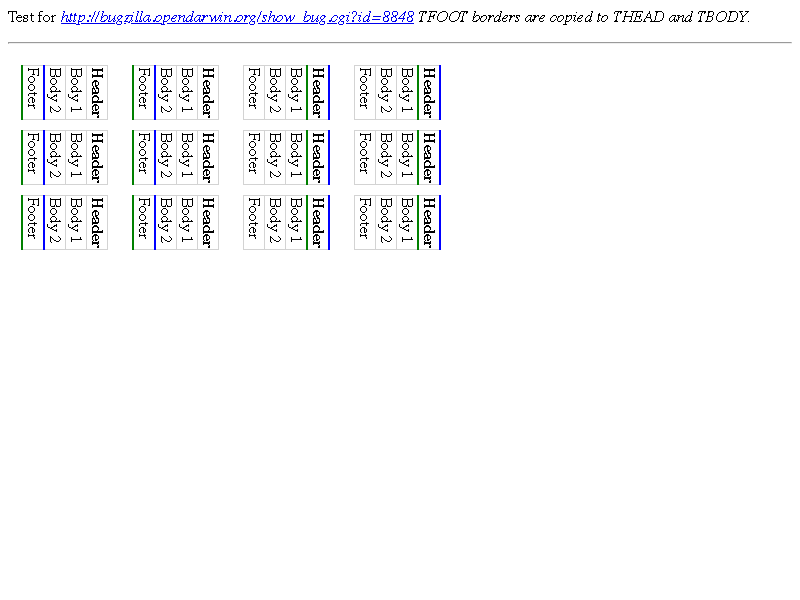 Test for http://bugzilla.opendarwin.org/show_bug.cgi?id=8848 TFOOT borders are copied to THEAD and TBODY.
Header
Body 1
Body 2
Footer
Header
Body 1
Body 2
Footer
Header
Body 1
Body 2
Footer
Header
Body 1
Body 2
Footer
Header
Body 1
Body 2
Footer
Header
Body 1
Body 2
Footer
Header
Body 1
Body 2
Footer
Header
Body 1
Body 2
Footer
Header
Body 1
Body 2
Footer
Header
Body 1
Body 2
Footer
Header
Body 1
Body 2
Footer
Header
Body 1
Body 2
Footer